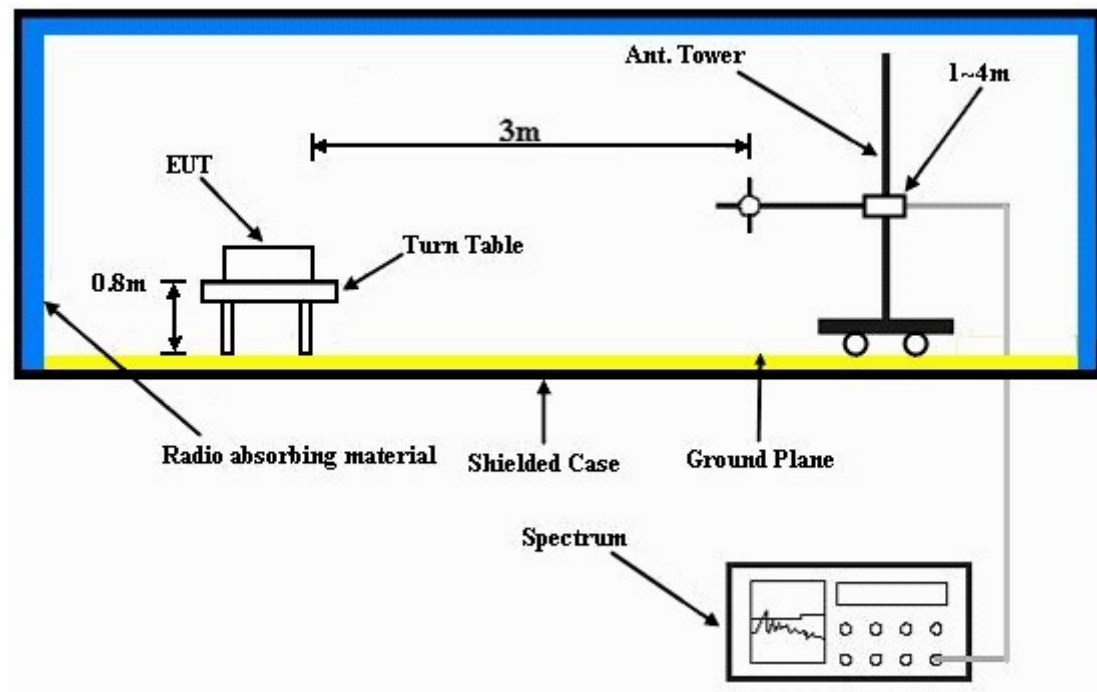 Ant. Tower
1~4m
3m
EUT
Turn Table
0.8m
Radio absorbing material
Shielded Case
Ground Plane
Spectrum